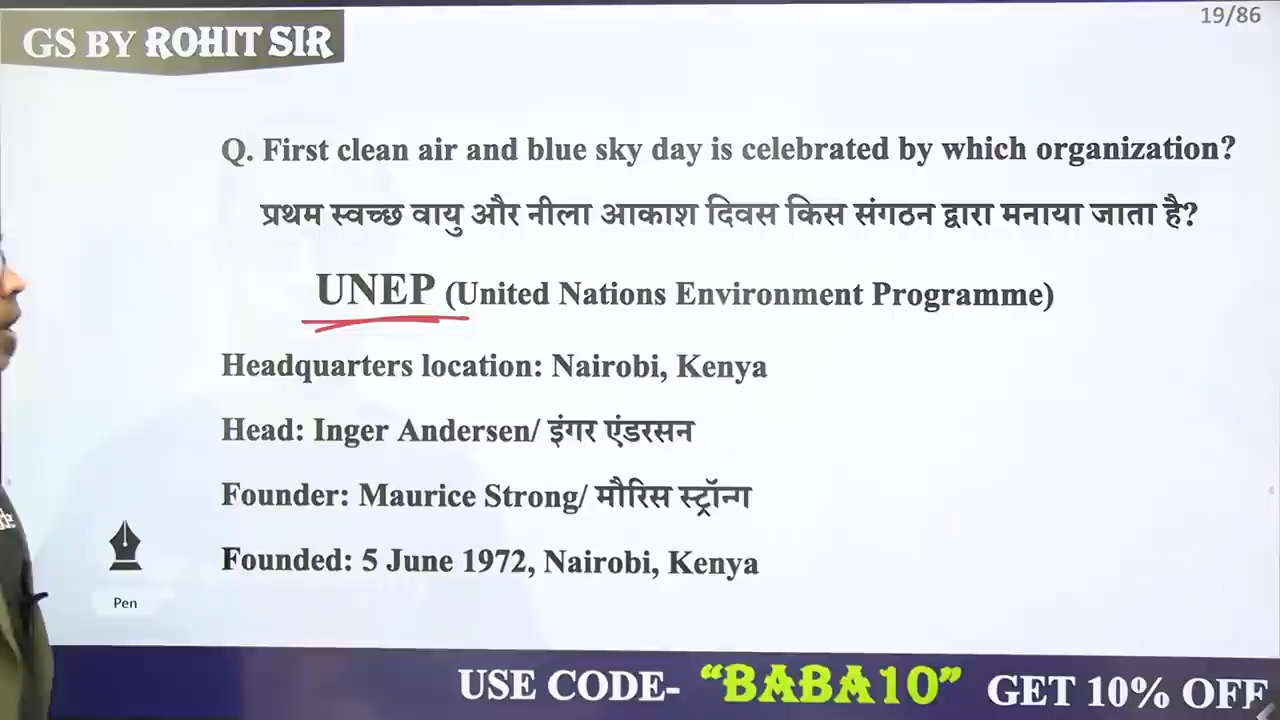 GS BY ROHIT SIR
19/86
Q. First clean air and blue sky day is celebrated by which organization?
प्रथम स्वच्छ वायु और नीला आकाश दिवस किस संगठन द्वारा मनाया जाता है?
UNEP (United Nations Environment Programme)
Headquarters location: Nairobi, Kenya
Head: Inger Andersen/ इंगर एंडरसन
Founder: Maurice Strong/ मौरिस स्ट्रॉन्ग
Founded: 5 June 1972, Nairobi, Kenya
Pen
USE CODE- “BABA10” GET 10% OFF